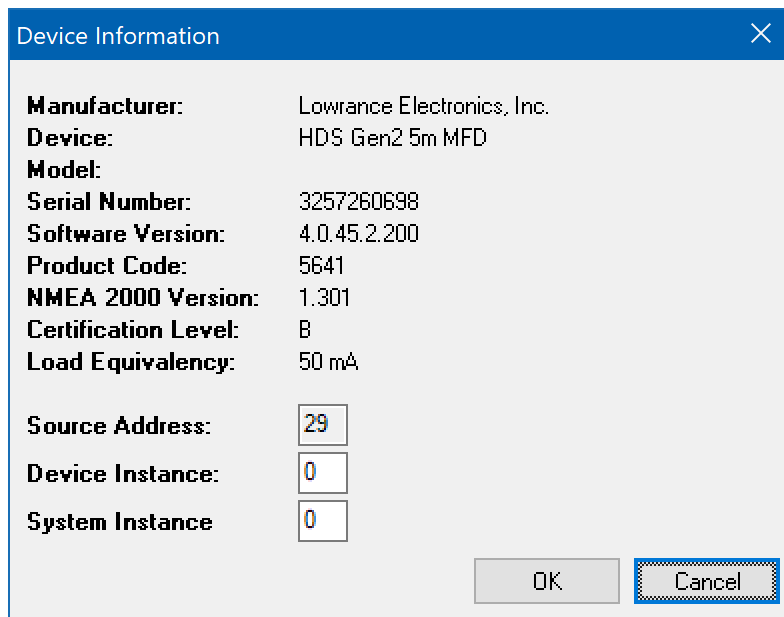 Device Information
Manufacturer: Lowrance Electronics, Inc.
Device: HDS Gen2 5m MFD
Model:
Serial Number: 3257260698
Software Version: 4.0.45.2.200
Product Code: 5641
NMEA 2000 Version: 1.301
Certification Level: B
Load Equivalency: 50 mA
Source Address: 29
Device Instance: 0
System Instance 0
OK Cancel